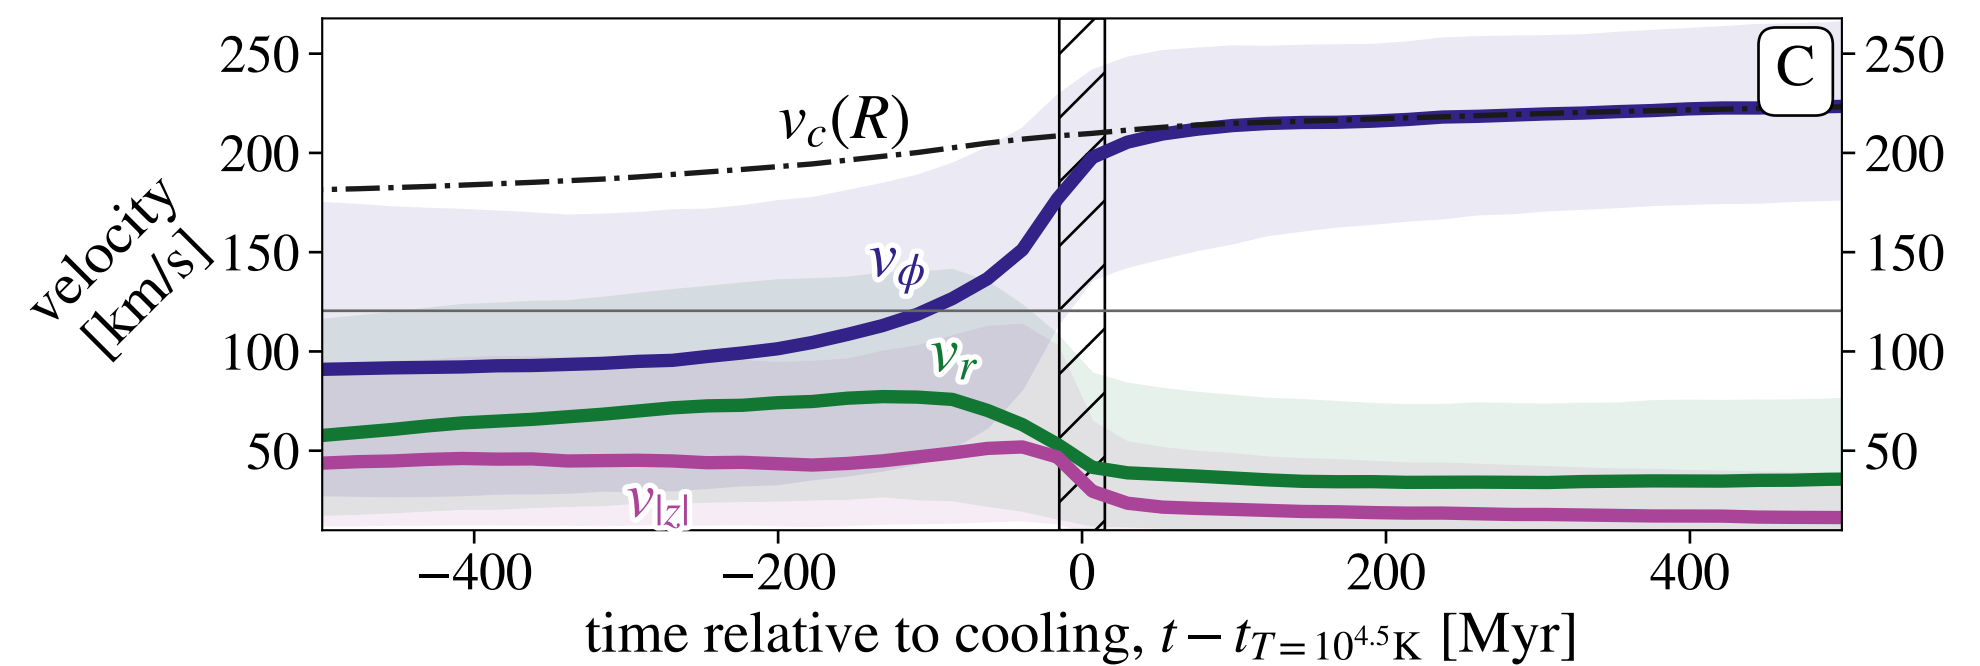 250
200
150
100
50
velocity
[km/s]
v_c(R)
v_ϕ
v_r
v_|z|
C
250
200
150
100
50
−400 −200 0 200 400
time relative to cooling, t − t_{T=10^{4.5}K} [Myr]